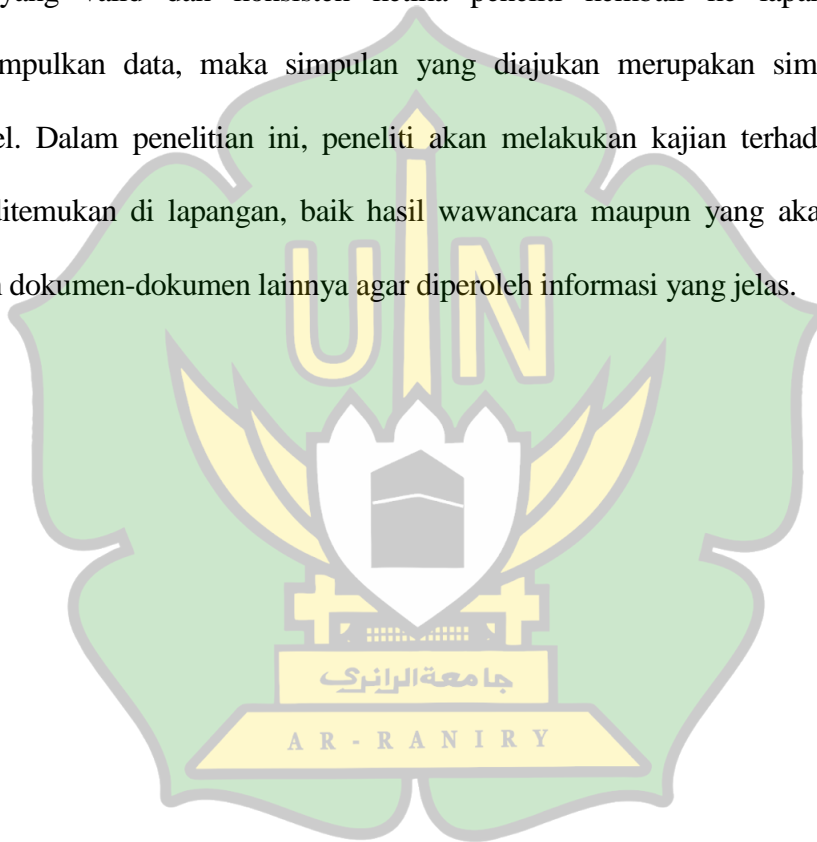 yang valid dan konsisten ketika peneliti kembali ke
mpulkan data, maka simpulan yang diajukan merupakan sim
el. Dalam penelitian ini, peneliti akan melakukan kajian terhad
ditemukan di lapangan, baik hasil wawancara maupun yang aka
n dokumen-dokumen lainnya agar diperoleh informasi yang jelas.
UIN
جامعة الرانري
AR-RANIRY